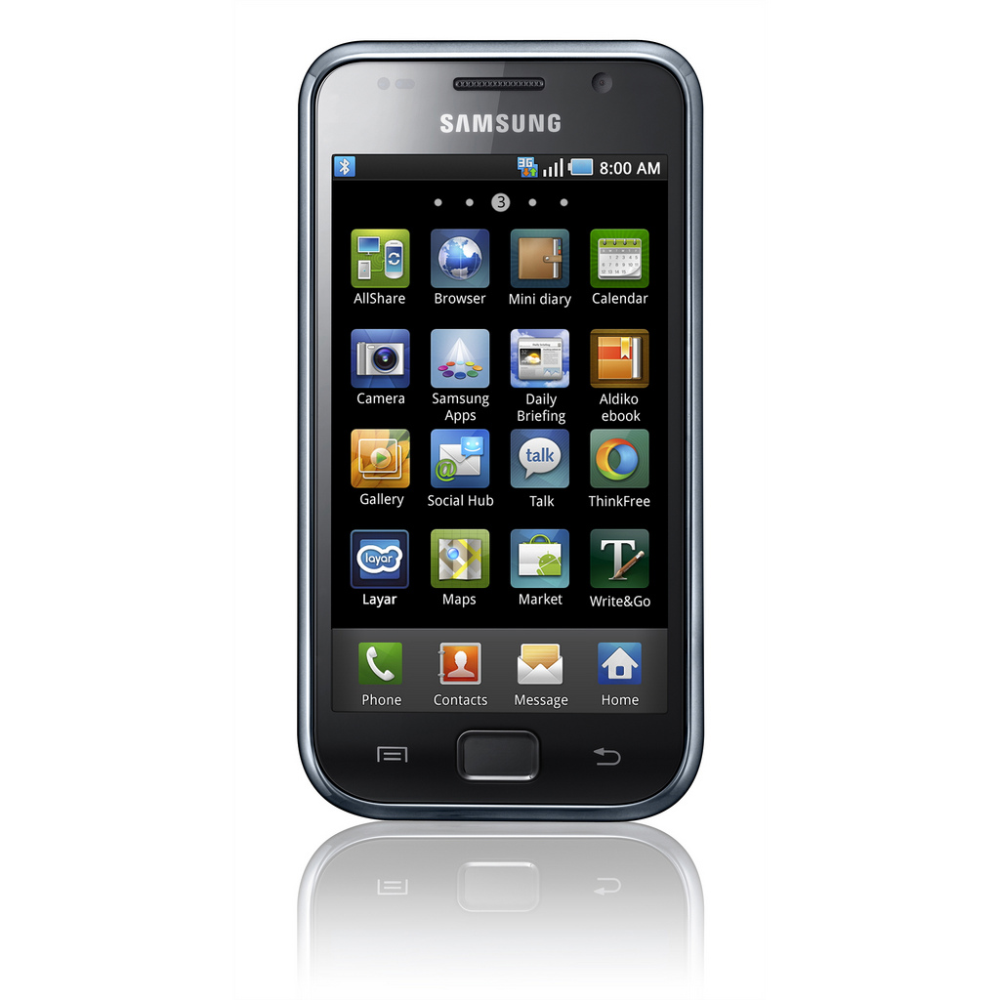 SAMSUNG
3G 8:00 AM
3
AllShare Browser Mini diary Calendar
Camera Samsung Apps Daily Briefing Aldiko ebook
talk
Gallery Social Hub Talk ThinkFree
layar
T
Layar Maps Market Write&Go
Phone Contacts Message Home